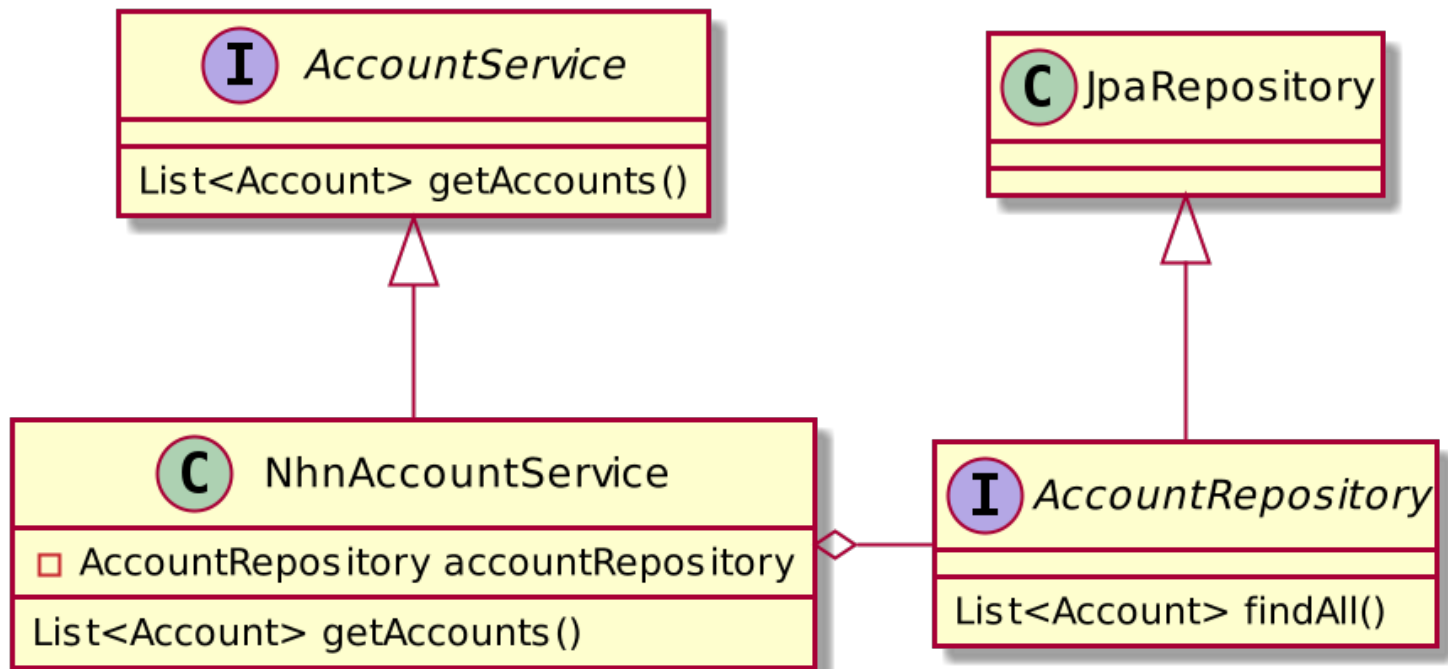 I AccountService
List<Account> getAccounts()
C JpaRepository
C NhnAccountService
AccountRepository accountRepository
List<Account> getAccounts()
I AccountRepository
List<Account> findAll()